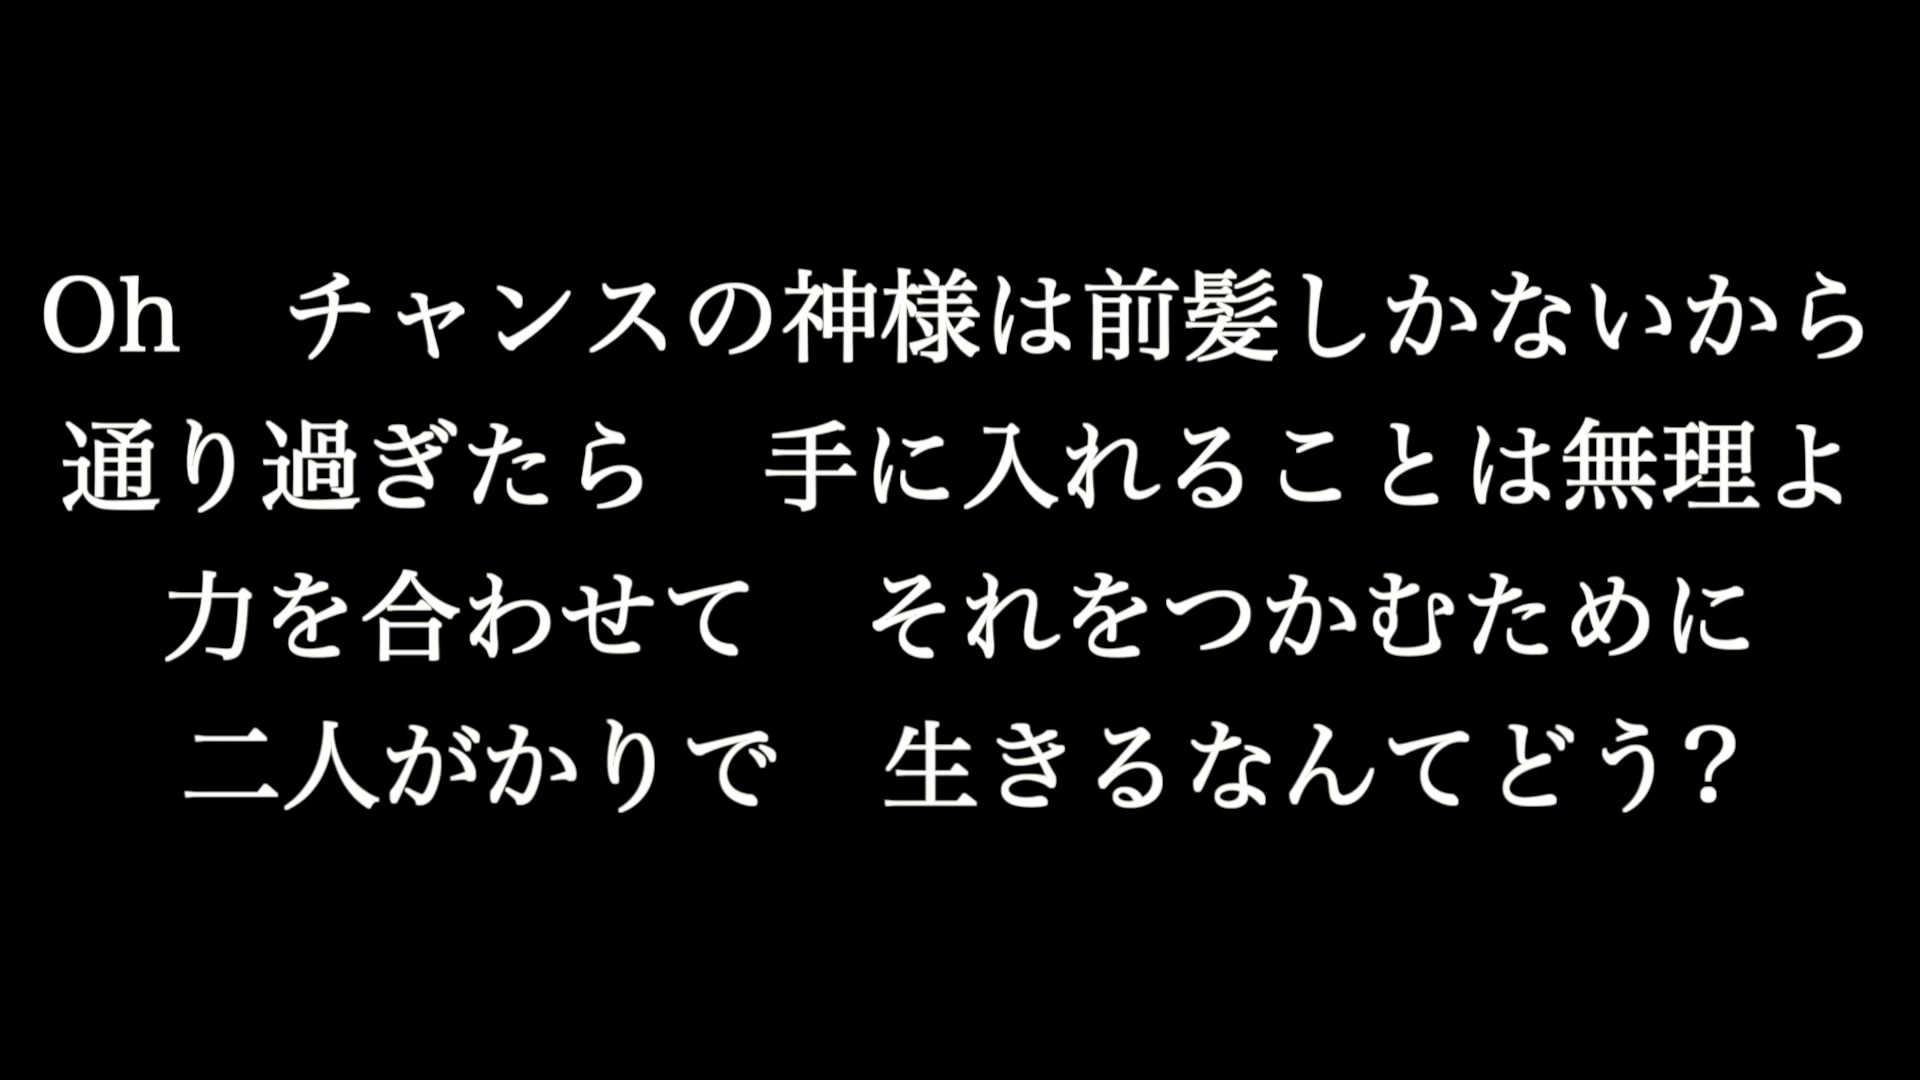 Oh　チャンスの神様は前髪しかないから
通り過ぎたら　手に入れることは無理よ
力を合わせて　それをつかむために
二人がかりで　生きるなんてどう?